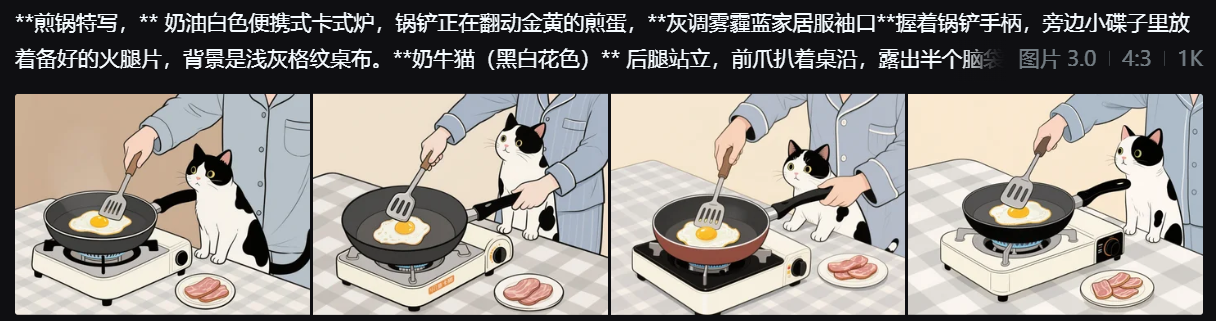 **煎锅特写，** 奶油白色便携式卡式炉，锅铲正在翻动金黄的煎蛋，**灰调雾霾蓝家居服袖口**握着锅铲手柄，旁边小碟子里放
着备好的火腿片，背景是浅灰格纹桌布。**奶牛猫（黑白花色）** 后腿站立，前爪扒着桌沿，露出半个脑袋 图片 3.0 | 4:3 | 1K